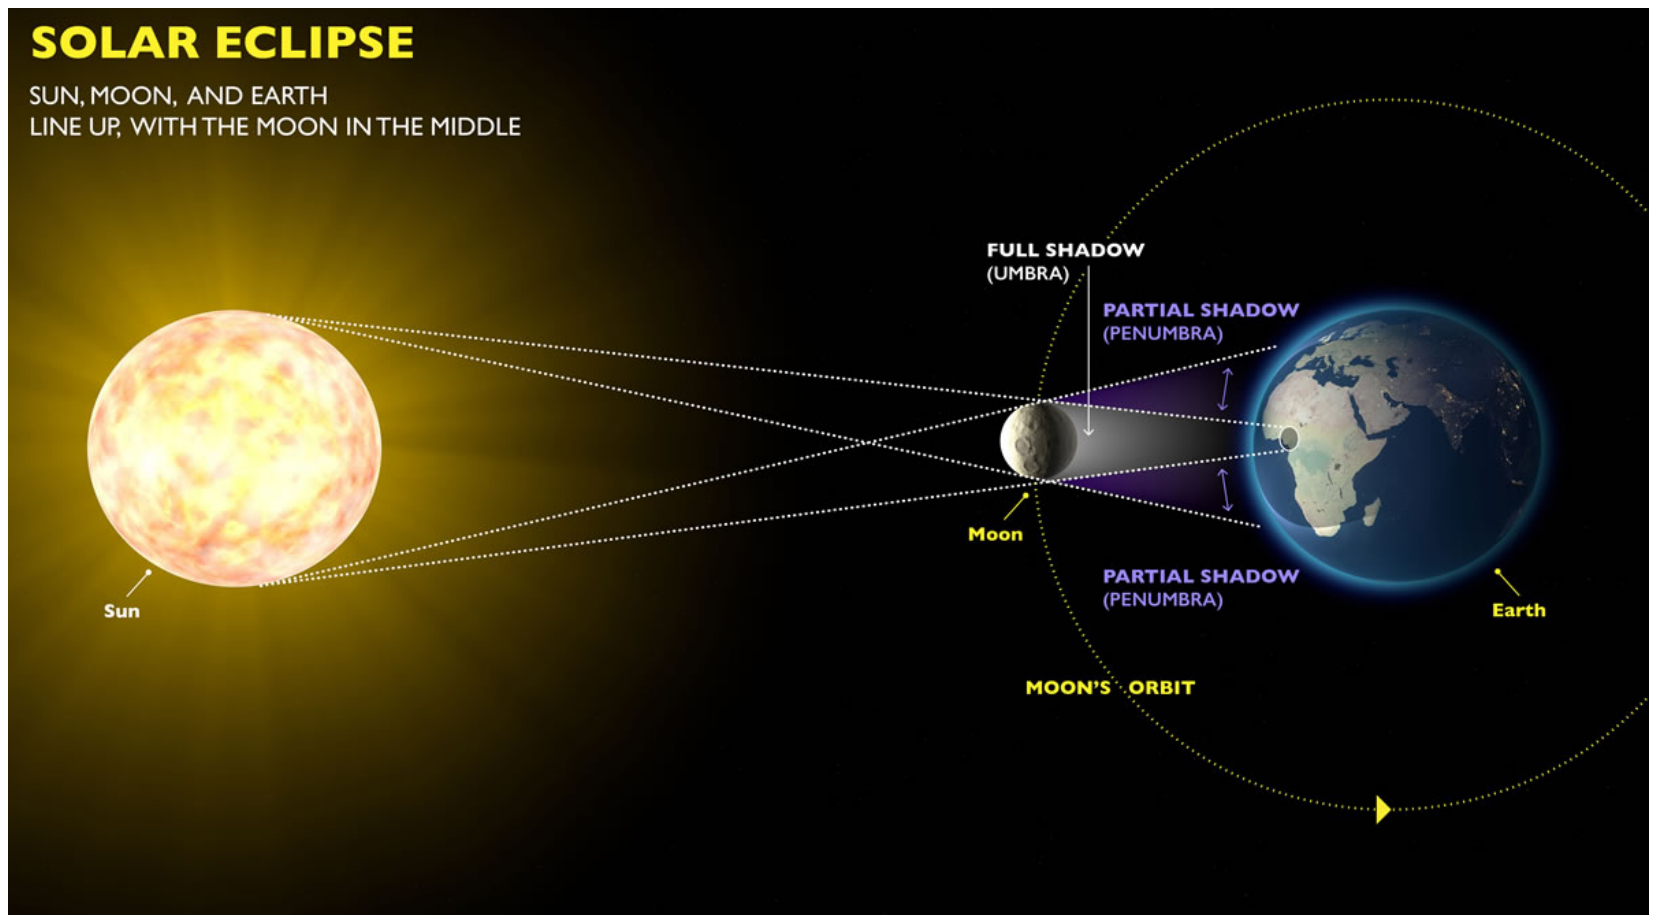 SOLAR ECLIPSE
SUN, MOON, AND EARTH
LINE UP, WITH THE MOON IN THE MIDDLE
FULL SHADOW
(UMBRA)
PARTIAL SHADOW
(PENUMBRA)
Moon
PARTIAL SHADOW
(PENUMBRA)
Sun
Earth
MOON'S ORBIT